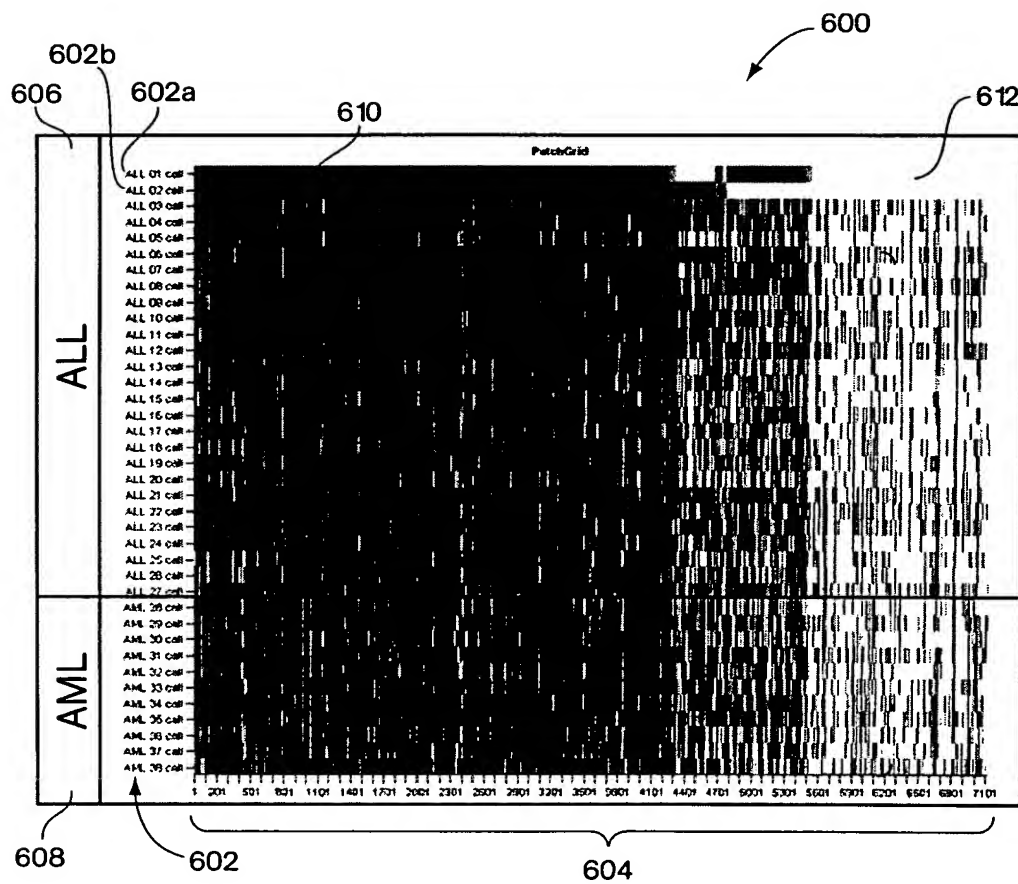 600
602b
602a
606
610
612
PatchGrid
ALL 01 call
ALL 02 call
ALL 03 call
ALL 04 call
ALL 05 call
ALL 06 call
ALL 07 call
ALL 08 call
ALL 09 call
ALL 10 call
ALL 11 call
ALL 12 call
ALL 13 call
ALL 14 call
ALL 15 call
ALL 16 call
ALL 17 call
ALL 18 call
ALL 19 call
ALL 20 call
ALL 21 call
ALL 22 call
ALL 23 call
ALL 24 call
ALL 25 call
ALL 26 call
ALL 27 call
ALL
AML 28 call
AML 29 call
AML 30 call
AML 31 call
AML 32 call
AML 33 call
AML 34 call
AML 35 call
AML 36 call
AML 37 call
AML 38 call
AML
1 201 501 801 1101 1401 1701 2001 2301 2601 2901 3201 3501 3801 4101 4401 4701 5001 5301 5601 5901 6201 6501 6801 7101
608
602
604